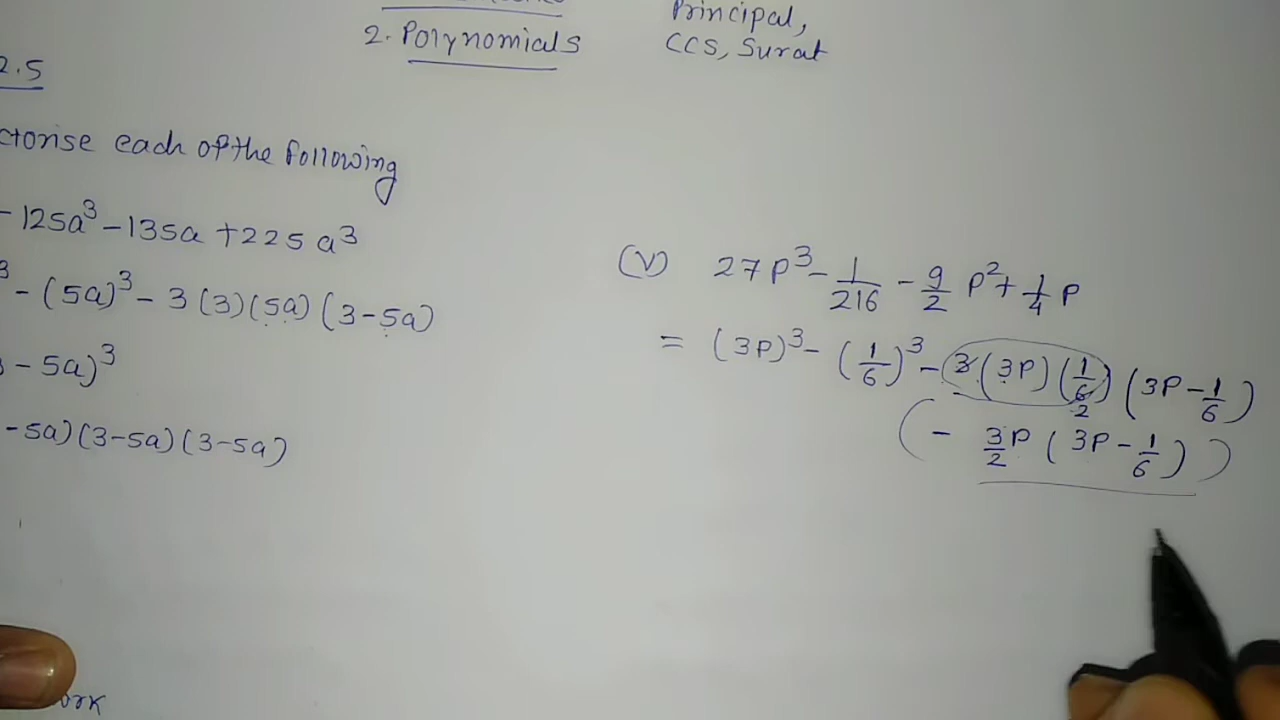 Principal,
2. Polynomials
CCS, Surat
2.5
ctorise each of the following
- 125a³ - 135a + 225a³
³ - (5a)³ - 3(3)(5a)(3-5a)
- 5a)³
- 5a)(3-5a)(3-5a)
(V) 27p³ - 1/216 - 9/2 p² + 1/4 p
= (3p)³ - (1/6)³ - 3(3p)(1/6)(3p - 1/6)
2
(- 3/2 p (3p - 1/6))
ork